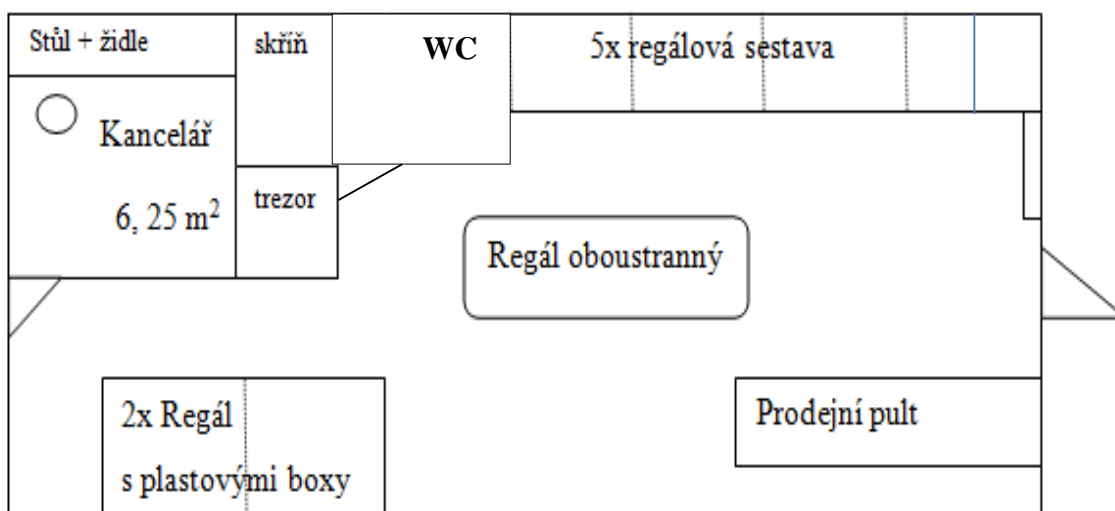 Stůl + židle
skříň
WC
5x regálová sestava
Kancelář
6, 25 m²
trezor
Regál oboustranný
2x Regál
s plastovými boxy
Prodejní pult